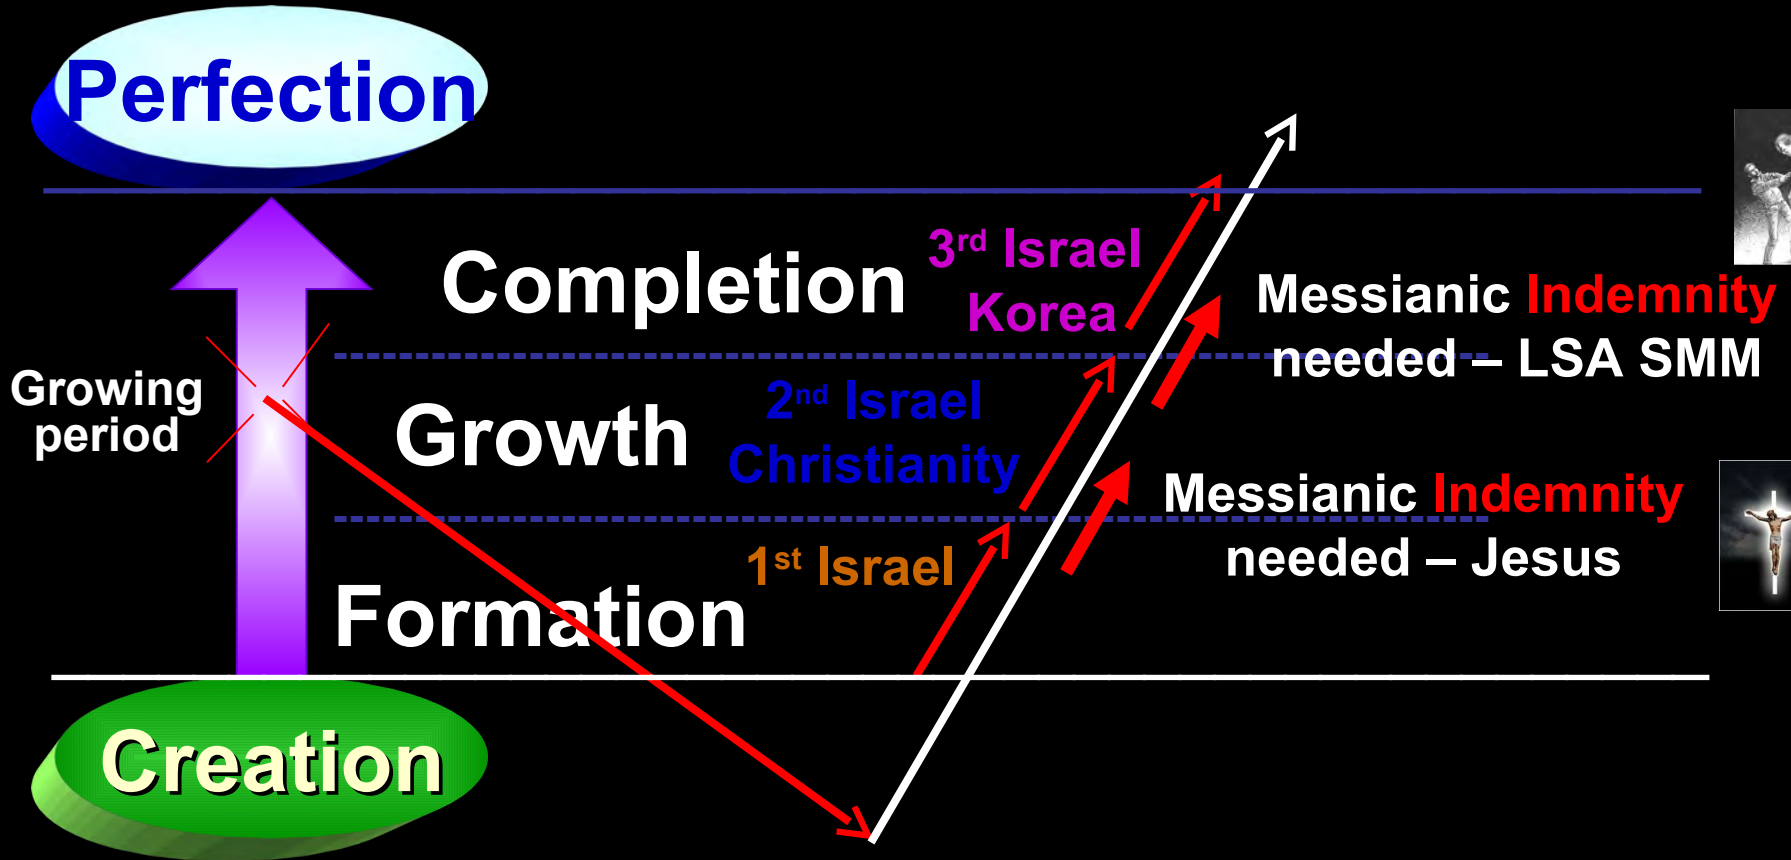 Perfection
Completion
3rd Israel
Korea
Messianic Indemnity
needed – LSA SMM
Growing
period
Growth
2nd Israel
Christianity
Messianic Indemnity
needed – Jesus
1st Israel
Formation
Creation